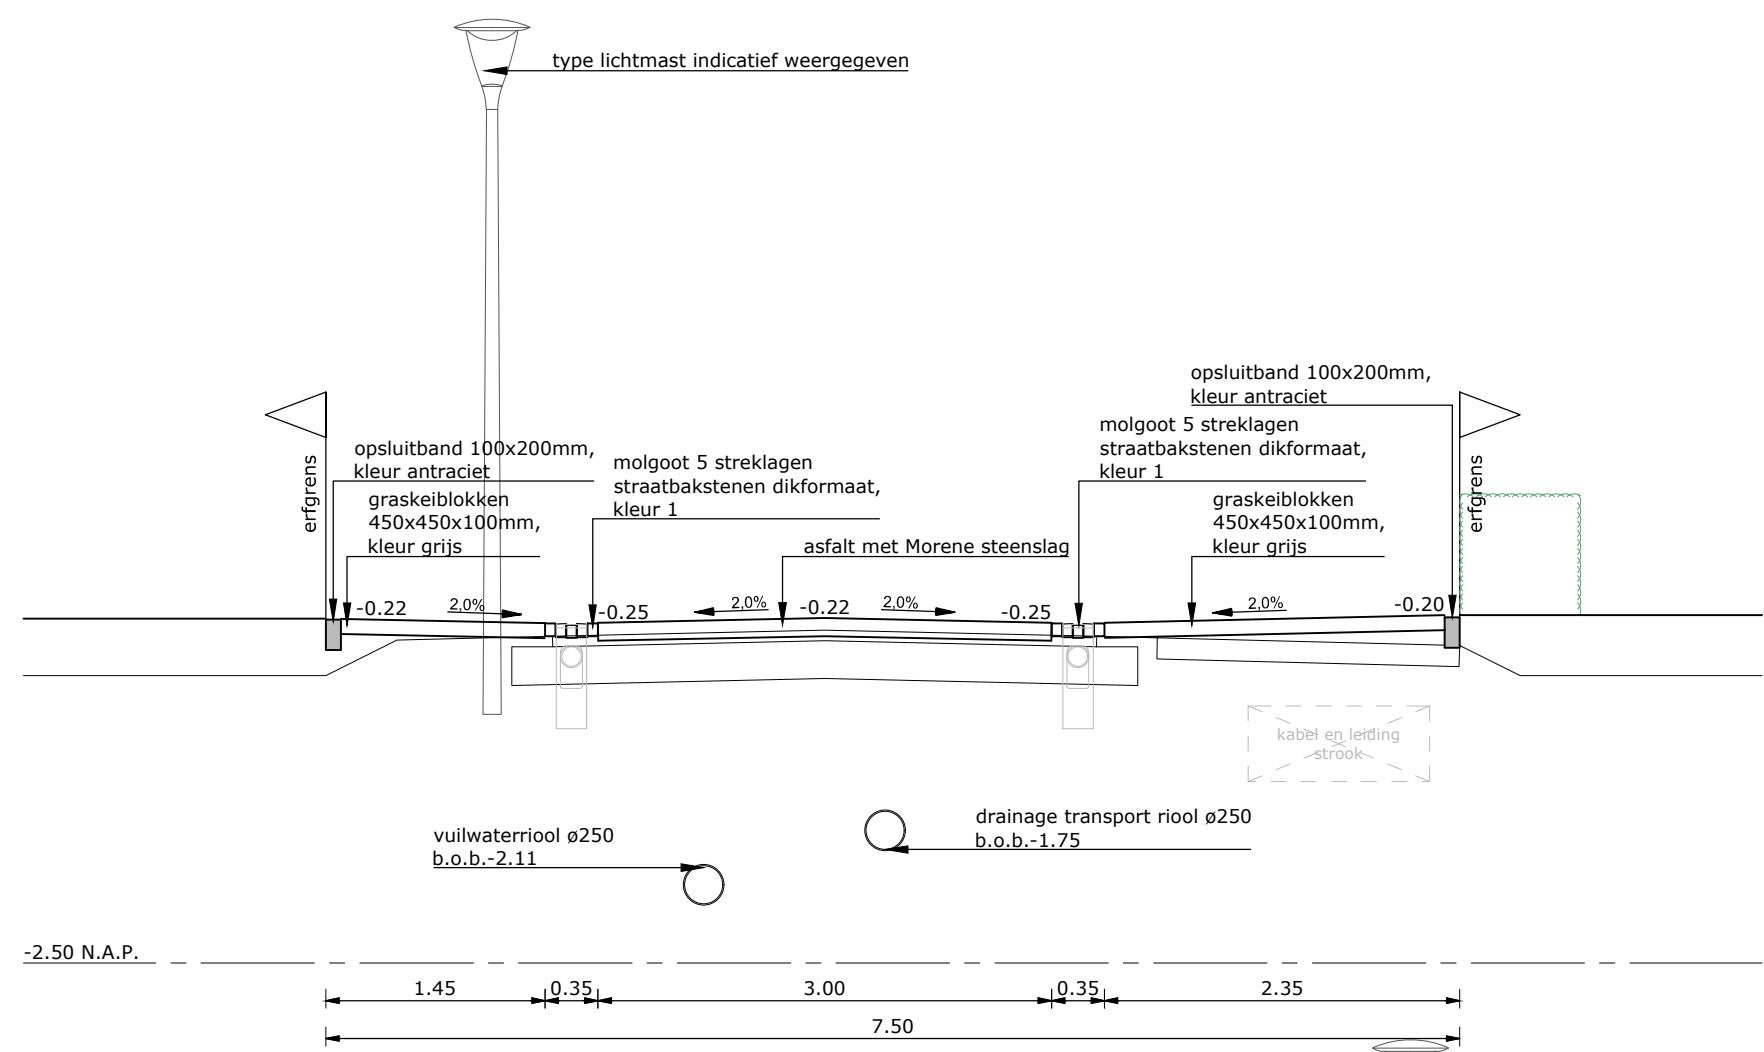 type lichtmast indicatief weergegeven
opsluitband 100x200mm,
kleur antraciet
molgoot 5 streklagen
straatbakstenen dikformaat,
kleur 1
erfgrens
opsluitband 100x200mm,
kleur antraciet
graskeiblokken
450x450x100mm,
kleur grijs
molgoot 5 streklagen
straatbakstenen dikformaat,
kleur 1
asfalt met Morene steenslag
graskeiblokken
450x450x100mm,
kleur grijs
erfgrens
-0.22
2,0%
-0.25
2,0%
-0.22
2,0%
-0.25
2,0%
-0.20
kabel en leiding
strook
vuilwaterriool ø250
b.o.b.-2.11
drainage transport riool ø250
b.o.b.-1.75
-2.50 N.A.P.
1.45
0.35
3.00
0.35
2.35
7.50